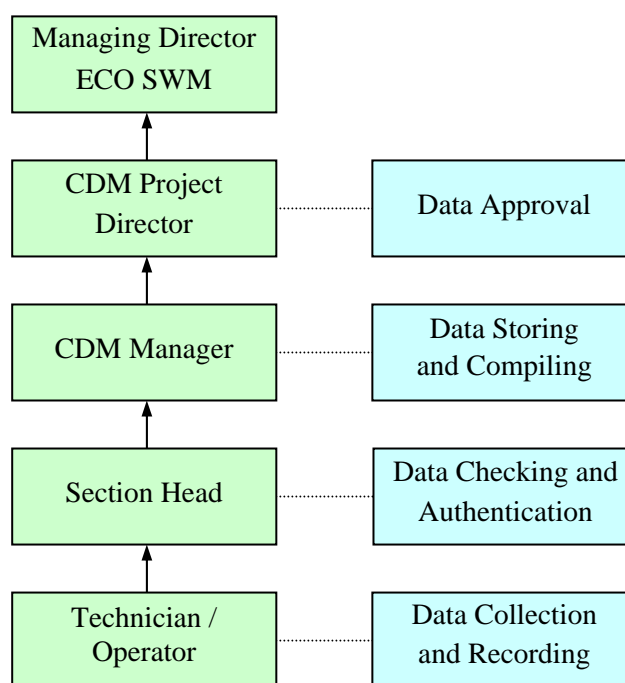 Managing Director
ECO SWM
CDM Project
Director
Data Approval
CDM Manager
Data Storing
and Compiling
Section Head
Data Checking and
Authentication
Technician /
Operator
Data Collection
and Recording